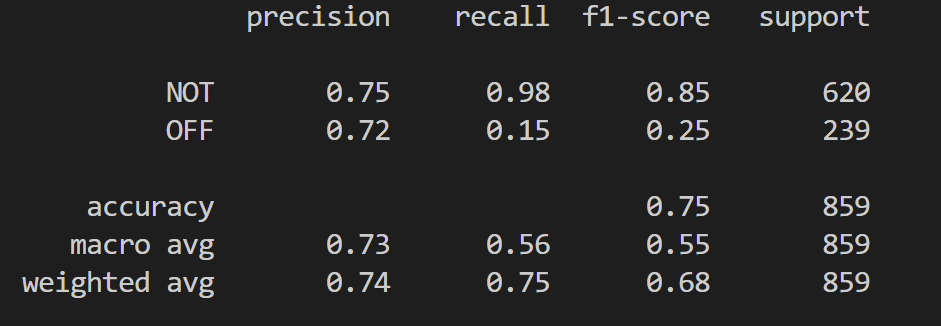 precision recall f1-score support
NOT 0.75 0.98 0.85 620
OFF 0.72 0.15 0.25 239
accuracy 0.75 859
macro avg 0.73 0.56 0.55 859
weighted avg 0.74 0.75 0.68 859